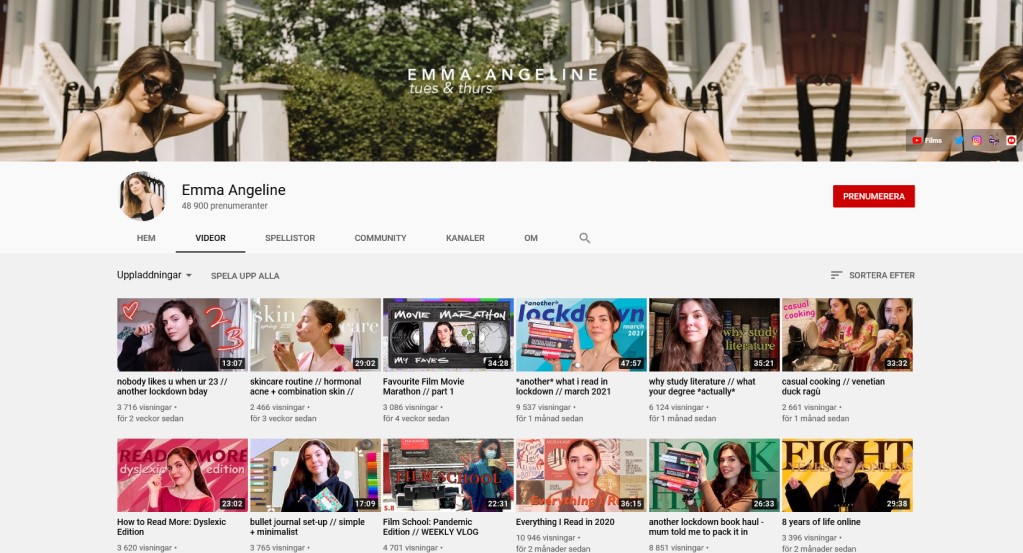 EMMA-ANGELINE
tues & thurs
Films
Emma Angeline
48 900 prenumeranter
PRENUMERERA
HEM
VIDEOR
SPELLISTOR
COMMUNITY
KANALER
OM
Uppladdningar
SPELA UPP ALLA
SORTERA EFTER
23
13:07
skin care
spring 2021
29:02
MOVIE MARATHON
MY FAVES
34:28
*another*
lockdown
march
2021
47:57
why study
literature
35:21
casual
cooking
33:32
nobody likes u when ur 23 //
another lockdown bday
3 716 visningar •
för 2 veckor sedan
skincare routine // hormonal
acne + combination skin //
2 466 visningar •
för 3 veckor sedan
Favourite Film Movie
Marathon // part 1
3 086 visningar •
för 4 veckor sedan
*another* what i read in
lockdown // march 2021
9 537 visningar •
för 1 månad sedan
why study literature // what
your degree *actually*
6 124 visningar •
för 1 månad sedan
casual cooking // venetian
duck ragù
2 661 visningar •
för 1 månad sedan
READ MORE
dyslexic edition
23:02
17:09
FILM SCHOOL
5.8
22:31
Everything I R
36:15
BOOK
26:33
EIGHT
29:38
How to Read More: Dyslexic
Edition
3 620 visningar •
bullet journal set-up // simple
+ minimalist
3 765 visningar •
Film School: Pandemic
Edition // WEEKLY VLOG
4 701 visningar •
Everything I Read in 2020
10 946 visningar •
för 2 månader sedan
another lockdown book haul -
mum told me to pack it in
8 851 visningar •
8 years of life online
3 396 visningar •
för 2 månader sedan